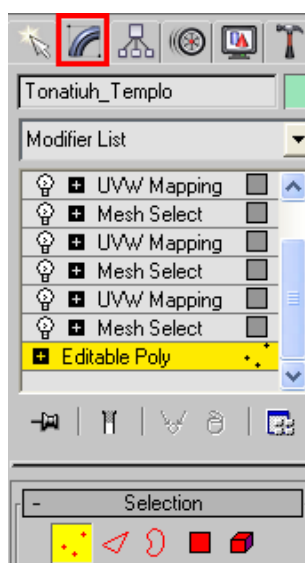 Tonatiuh_Templo
Modifier List
UVW Mapping
Mesh Select
UVW Mapping
Mesh Select
UVW Mapping
Mesh Select
Editable Poly
- Selection